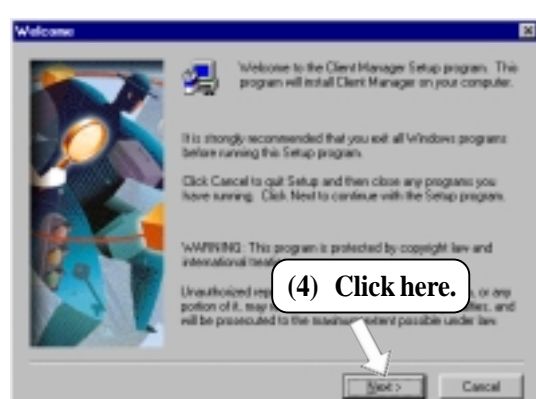 Welcome
Welcome to the Client Manager Setup program. This
program will install Client Manager on your computer.
It is strongly recommended that you exit all Windows programs
before running this Setup program.
Click Cancel to quit Setup and then close any programs you
have running. Click Next to continue with the Setup program.
WARNING: This program is protected by copyright law and
international
(4) Click here.
Unauthorized , or any
portion of it, may , and
will be prosecuted to the maximum extent possible under law.
Next >
Cancel